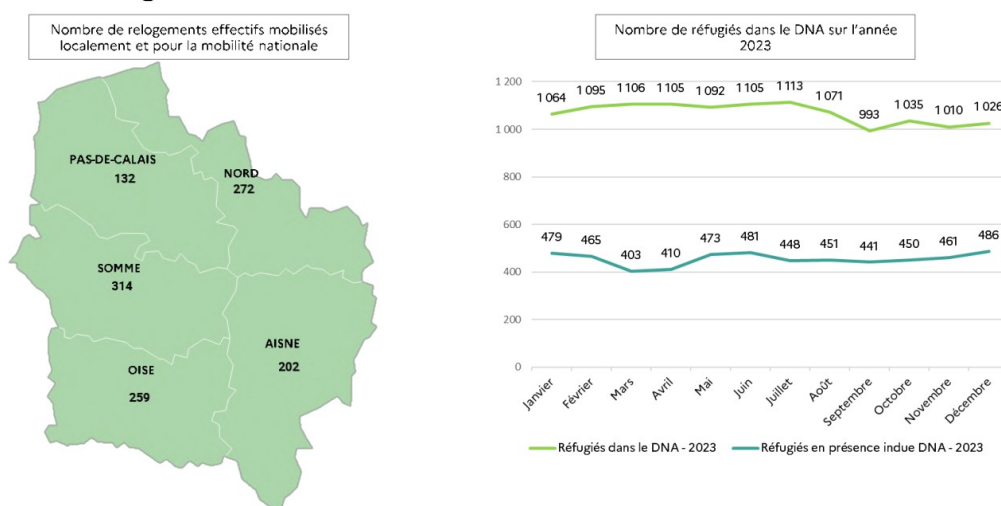 Nombre de relogements effectifs mobilisés
localement et pour la mobilité nationale
PAS-DE-CALAIS
132
NORD
272
SOMME
314
AISNE
202
OISE
259
Nombre de réfugiés dans le DNA sur l'année
2023
1 200
1 000
800
600
400
200
0
1 064
1 095
1 106
1 105
1 092
1 105
1 113
1 071
993
1 035
1 010
1 026
479
465
403
410
473
481
448
451
441
450
461
486
Janvier
Février
Mars
Avril
Mai
Juin
Juillet
Août
Septembre
Octobre
Novembre
Décembre
Réfugiés dans le DNA - 2023
Réfugiés en présence indue DNA - 2023